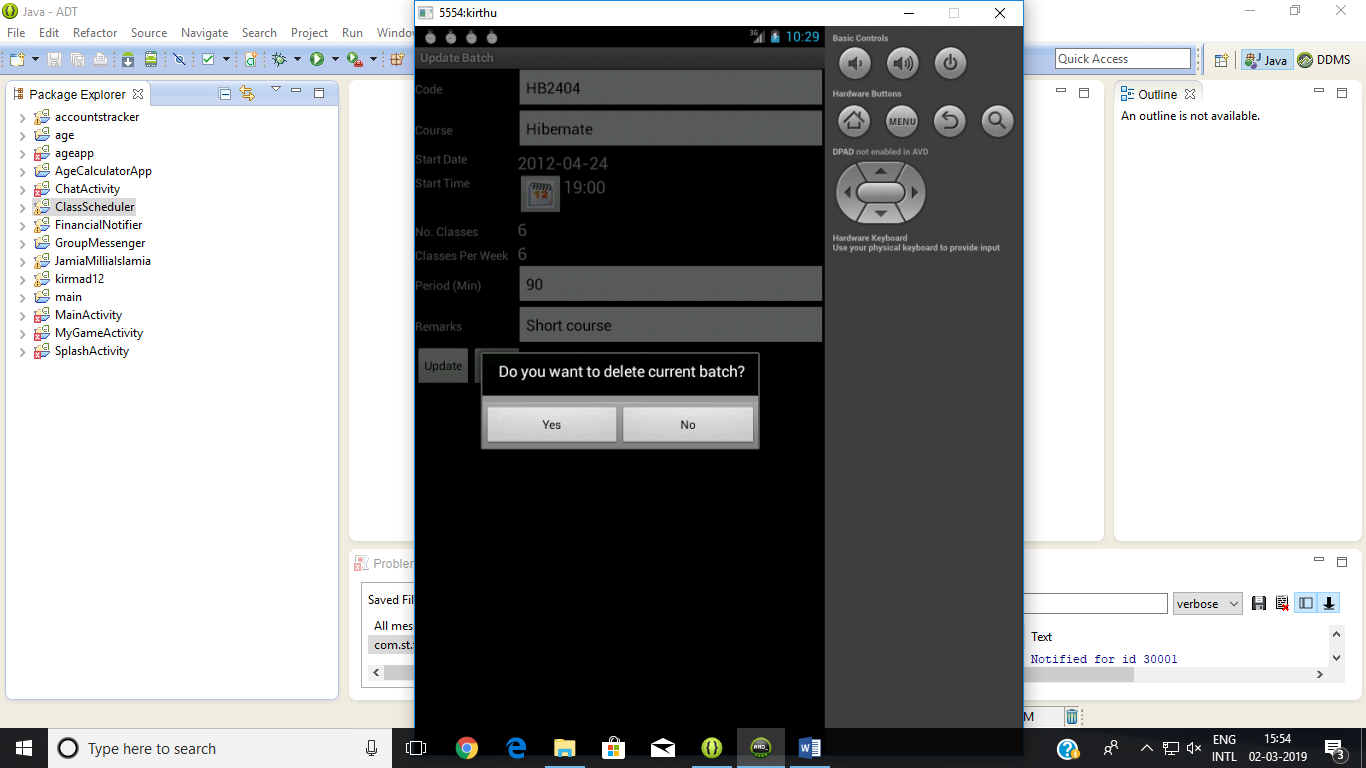 Java - ADT
File Edit Refactor Source Navigate Search Project Run Window
Quick Access
Java
DDMS
Package Explorer
accountstracker
age
ageapp
AgeCalculatorApp
ChatActivity
ClassScheduler
FinancialNotifier
GroupMessenger
JamiaMilliaIslamia
kirmad12
main
MainActivity
MyGameActivity
SplashActivity
5554:kirthu
3G 10:29
Update Batch
Code HB2404
Course Hibernate
Start Date 2012-04-24
Start Time 12 19:00
No. Classes 6
Classes Per Week 6
Period (Min) 90
Remarks Short course
Update
Do you want to delete current batch?
Yes No
Basic Controls
Hardware Buttons
MENU
DPAD not enabled in AVD
Hardware Keyboard
Use your physical keyboard to provide input
Outline
An outline is not available.
Problem
Saved Fil
All mes
com.st.
verbose
Text
Notified for id 30001
M
Type here to search
ENG
INTL
15:54
02-03-2019
3